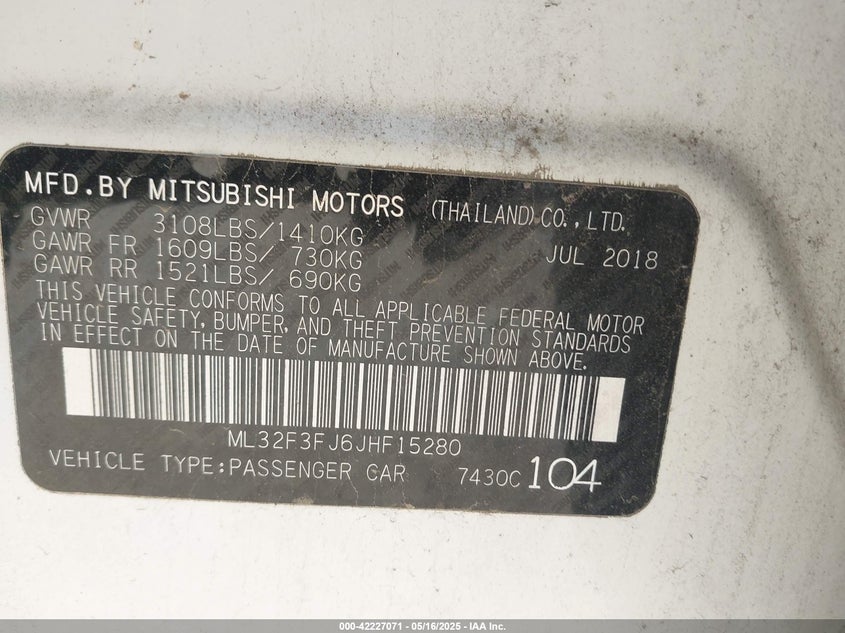 MFD.BY MITSUBISHI MOTORS (THAILAND)CO.,LTD.
GVWR 3108LBS/1410KG
GAWR FR 1609LBS/ 730KG JUL 2018
GAWR RR 1521LBS/ 690KG
THIS VEHICLE CONFORMS TO ALL APPLICABLE FEDERAL MOTOR
VEHICLE SAFETY, BUMPER, AND THEFT PREVENTION STANDARDS
IN EFFECT ON THE DATE OF MANUFACTURE SHOWN ABOVE.
ML32F3FJ6JHF15280
VEHICLE TYPE:PASSENGER CAR 7430C 104
000-42227071 - 05/16/2025 - IAA Inc.